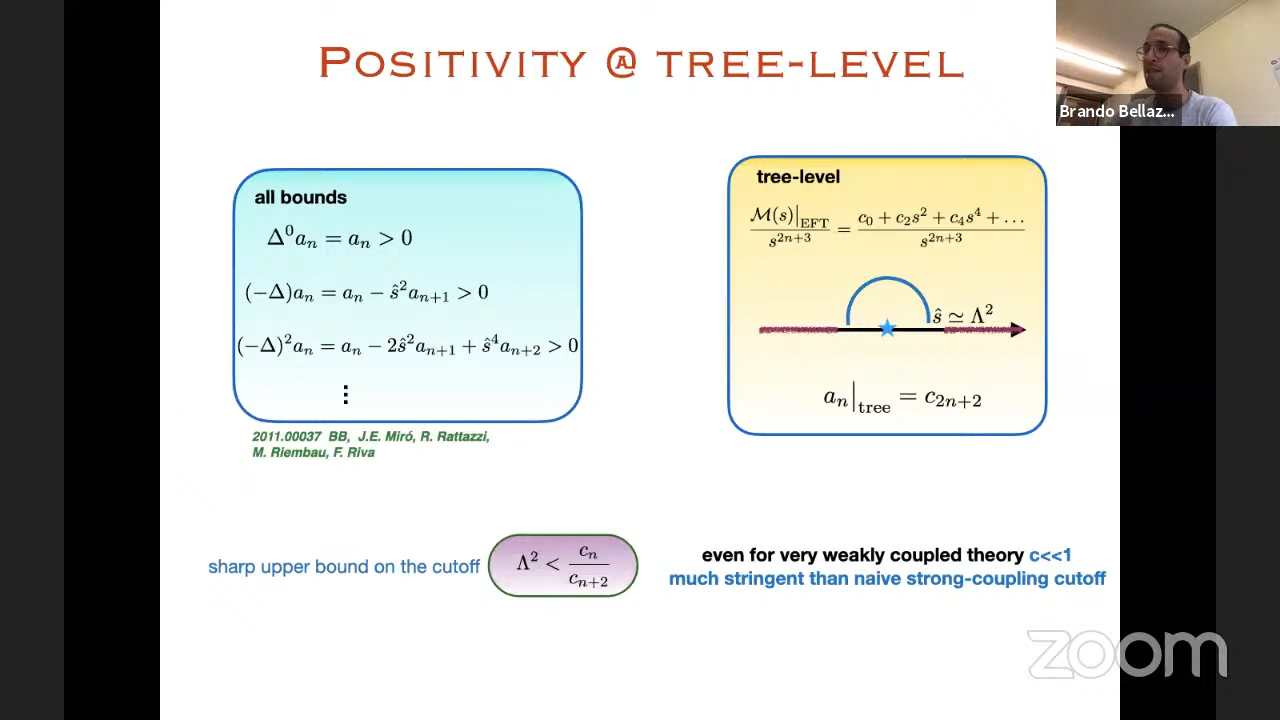 POSITIVITY @ TREE-LEVEL
Brando Bellaz...
all bounds
Δ⁰aₙ = aₙ > 0
(−Δ)aₙ = aₙ − ŝ²aₙ₊₁ > 0
(−Δ)²aₙ = aₙ − 2ŝ²aₙ₊₁ + ŝ⁴aₙ₊₂ > 0
⋮
2011.00037 BB, J.E. Miró, R. Rattazzi,
M. Riembau, F. Riva
tree-level
ℳ(s)|EFT / s²ⁿ⁺³ = c₀ + c₂s² + c₄s⁴ + … / s²ⁿ⁺³
ŝ ≃ Λ²
aₙ|tree = c₂ₙ₊₂
sharp upper bound on the cutoff
Λ² < cₙ / cₙ₊₂
even for very weakly coupled theory c<<1
much stringent than naive strong-coupling cutoff
zoom